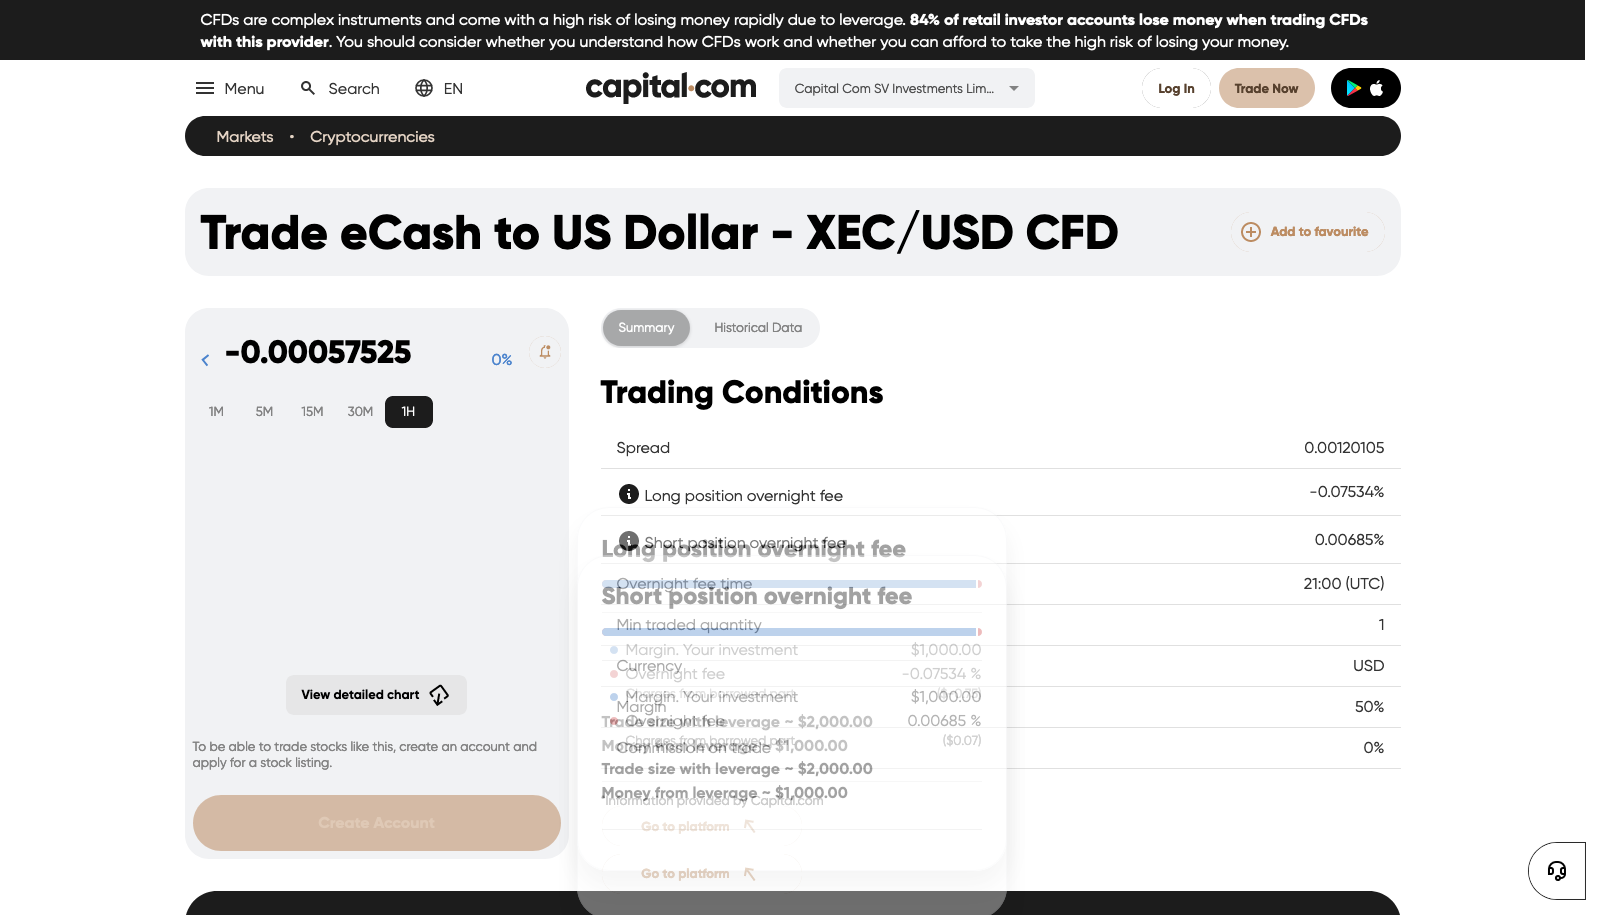 CFDs are complex instruments and come with a high risk of losing money rapidly due to leverage. 84% of retail investor accounts lose money when trading CFDs
with this provider. You should consider whether you understand how CFDs work and whether you can afford to take the high risk of losing your money.
Menu
Search
EN
capital.com
Capital Com SV Investments Lim...
Log In
Trade Now
Markets • Cryptocurrencies
Trade eCash to US Dollar - XEC/USD CFD
Add to favourite
-0.00057525
0%
1M 5M 15M 30M 1H
View detailed chart
To be able to trade stocks like this, create an account and
apply for a stock listing.
Create Account
Summary
Historical Data
Trading Conditions
Spread 0.00120105
Long position overnight fee -0.07534%
Short position overnight fee 0.00685%
Overnight fee time 21:00 (UTC)
Min traded quantity 1
Currency USD
Margin 50%
Commission on trade 0%
*Information provided by Capital.com
Long position overnight fee
Margin. Your investment $1,000.00
Overnight fee -0.07534 %
Charges from borrowed part
Trade size with leverage ~ $2,000.00
Money from leverage ~ $1,000.00
Go to platform
Short position overnight fee
Margin. Your investment $1,000.00
Overnight fee 0.00685 %
Charges from borrowed part ($0.07)
Trade size with leverage ~ $2,000.00
Money from leverage ~ $1,000.00
Go to platform